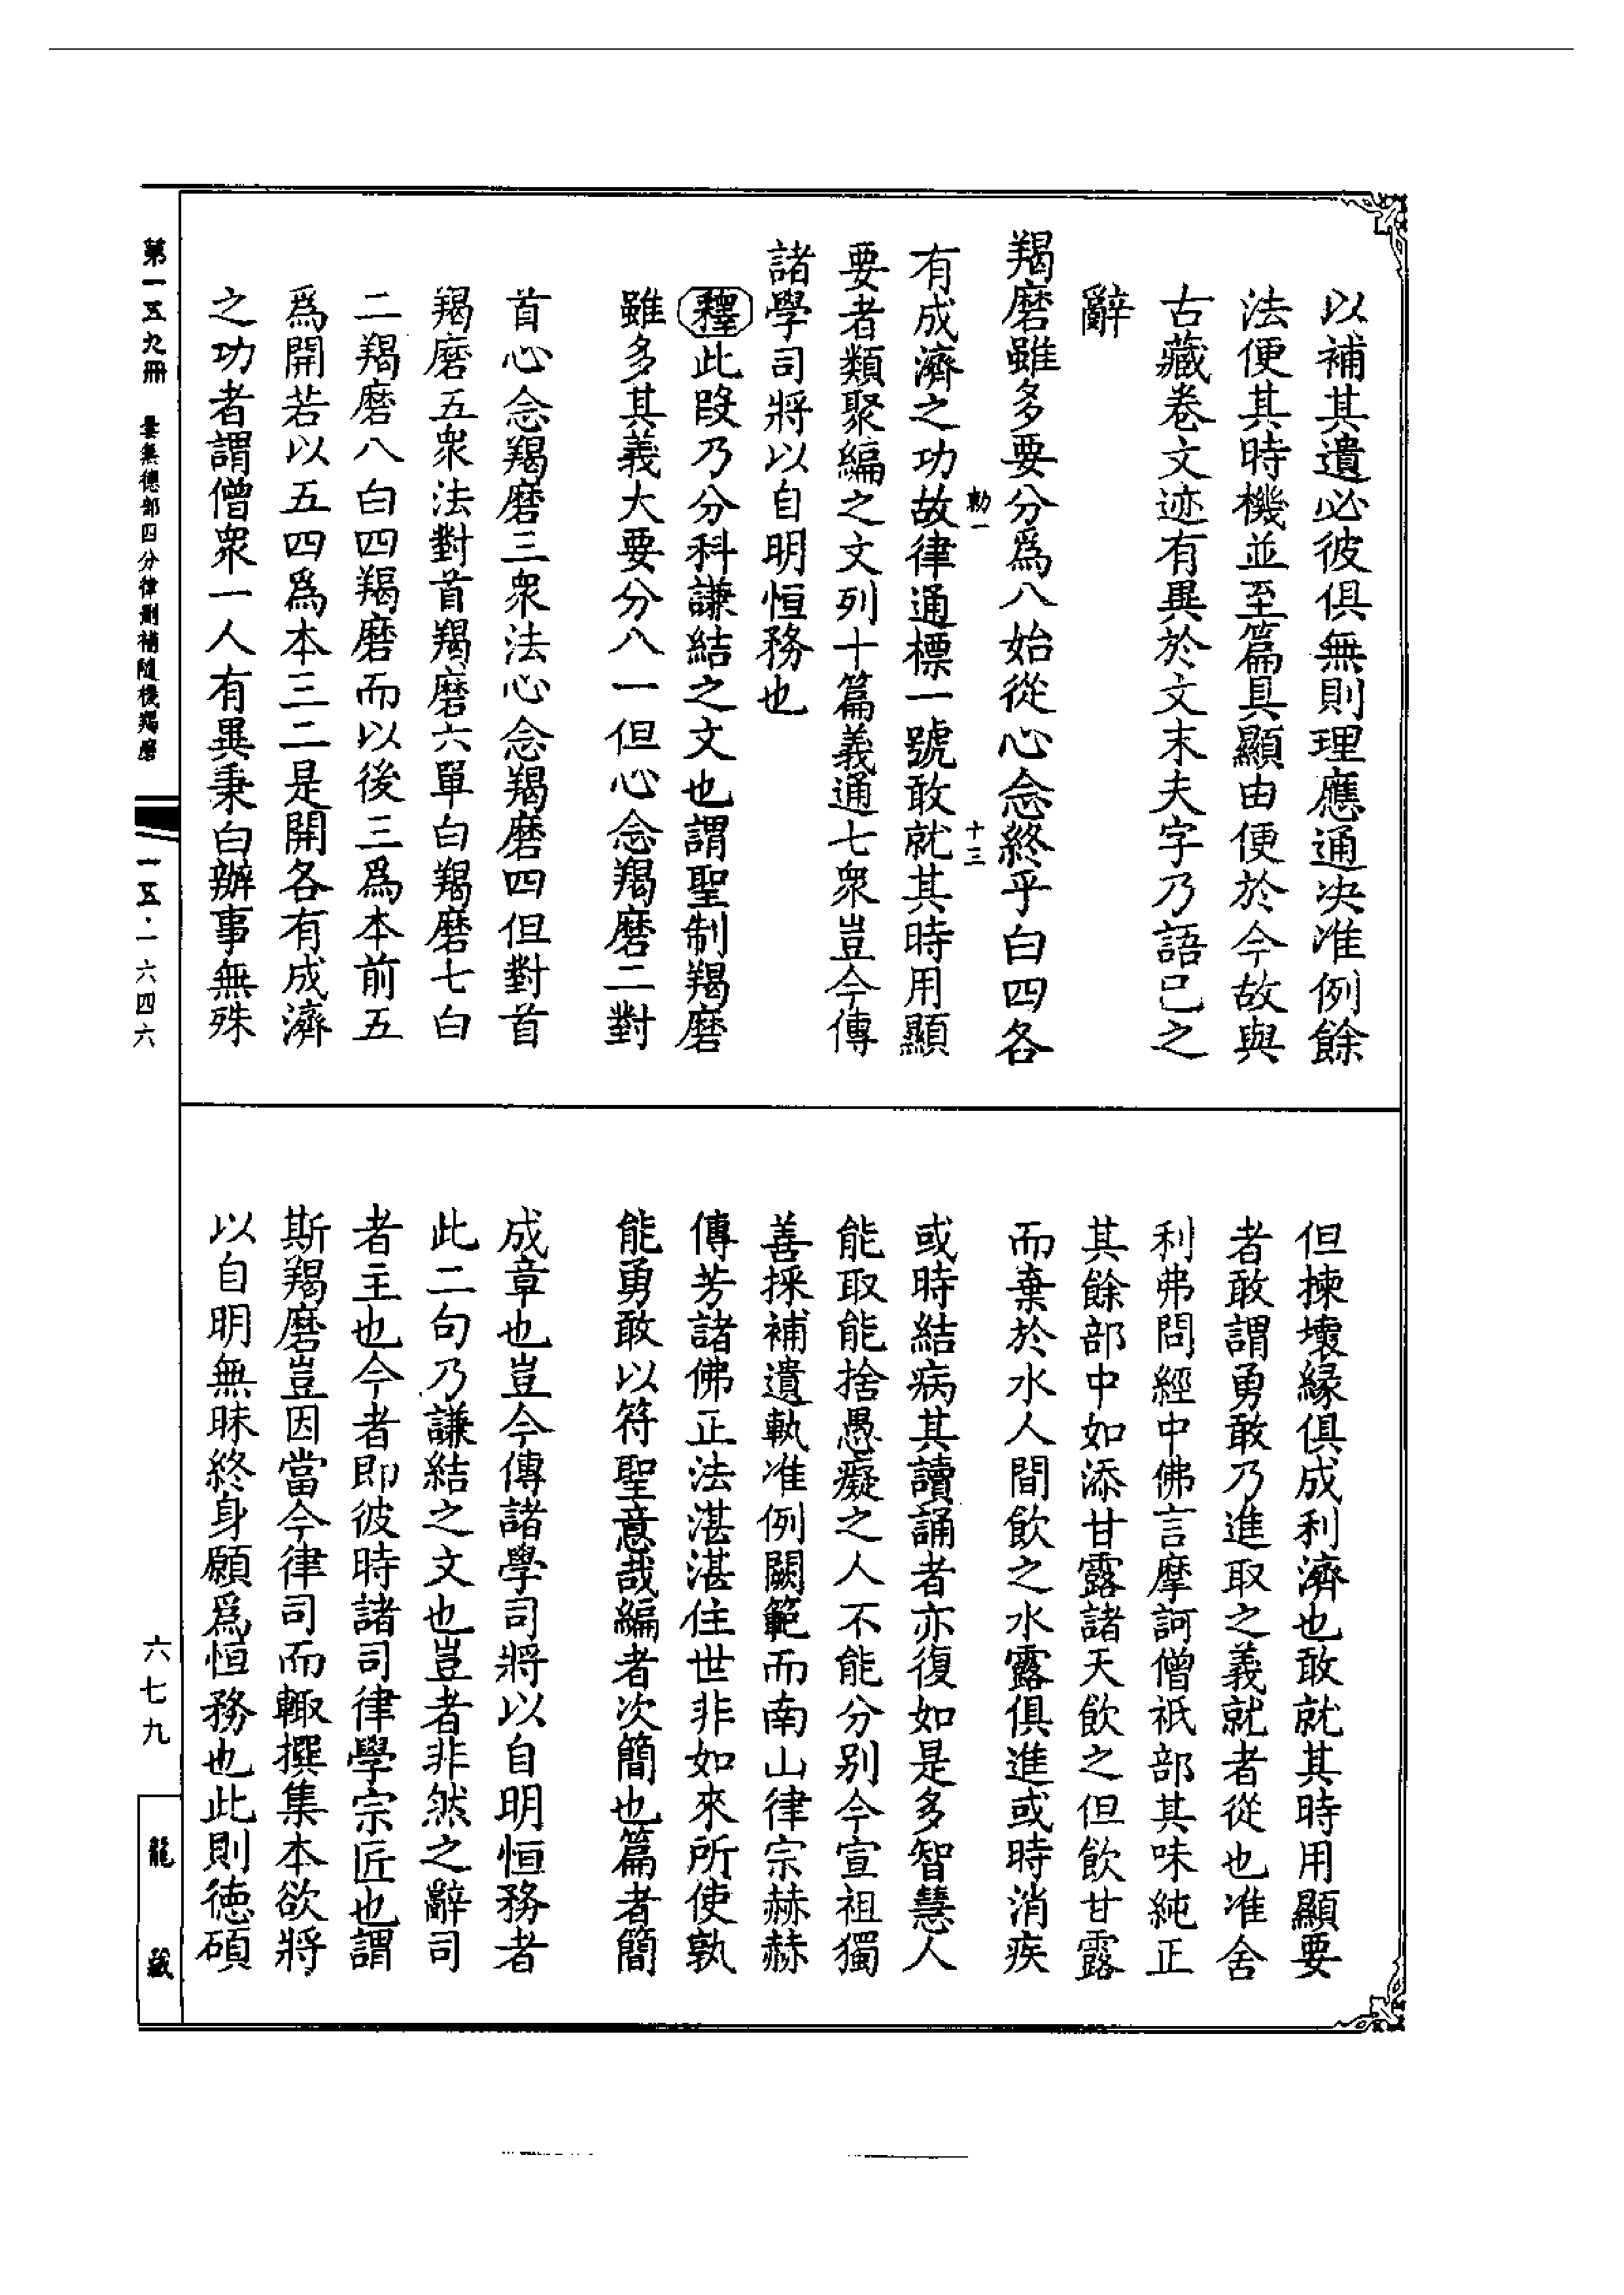 以補其遺必彼俱無則理應通決准例餘
法便其時機並至篇具顯由便於今故與
古藏卷文迹有異於文末夫字乃語已之
辭
羯磨雖多要分爲八始從心念終乎白四各
勅一
十三
有成濟之功故律通標一號敢就其時用顯
要者類聚編之文列十篇義通七衆豈今傳
諸學司將以自明恒務也
釋此段乃分科謙結之文也謂聖制羯磨
雖多其義大要分八一但心念羯磨二對
首心念羯磨三衆法心念羯磨四但對首
羯磨五衆法對首羯磨六單白羯磨七白
二羯磨八白四羯磨而以後三爲本前五
爲開若以五四爲本三二是開各有成濟
之功者謂僧衆一人有異秉白辦事無殊
但揀壞緣俱成利濟也敢就其時用顯要
者敢謂勇敢乃進取之義就者從也准舍
利弗問經中佛言摩訶僧祇部其味純正
其餘部中如添甘露諸天飲之但飲甘露
而棄於水人間飲之水露俱進或時消疾
或時結病其讀誦者亦復如是多智慧人
能取能捨愚癡之人不能分別今宣祖獨
善採補遺執准例闕範而南山律宗赫赫
傳芳諸佛正法湛湛住世非如來所使孰
能勇敢以符聖意哉編者次簡也篇者簡
成章也豈今傳諸學司將以自明恒務者
此二句乃謙結之文也豈者非然之辭司
者主也今者即彼時諸司律學宗匠也謂
斯羯磨豈因當今律司而輙撰集本欲將
以自明無昧終身願爲恒務也此則德碩
第一五九冊
曇無德部四分律刪補隨機羯磨
一五·一六四六
六七九
龍藏